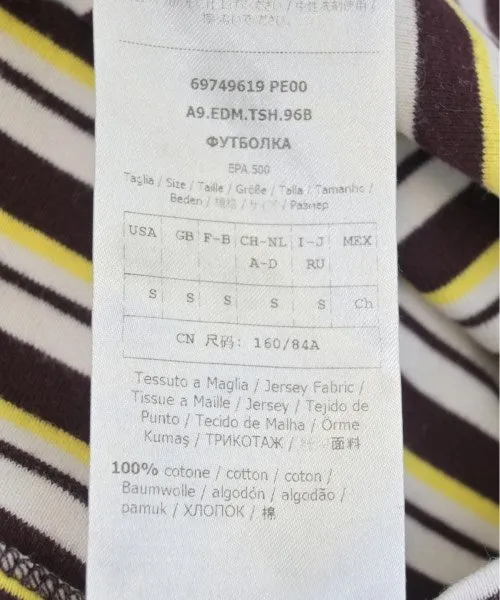 69749619 PE00
A9.EDM.TSH.96B
ФУТБОЛКА
EPA.500
Taglia / Size / Taille / Größe / Talla / Tamanho /
Beden / 規格 / サイズ / Размер
USA GB F-B CH-NL I-J MEX
A-D RU
S S S S S Ch
CN 尺码: 160/84A
Tessuto a Maglia / Jersey Fabric /
Tissue a Maille / Jersey / Tejido de
Punto / Tecido de Malha / Örme
Kumaş / ТРИКОТАЖ / 面料
100% cotone / cotton / coton /
Baumwolle / algodón / algodão /
pamuk / ХЛОПОК / 棉